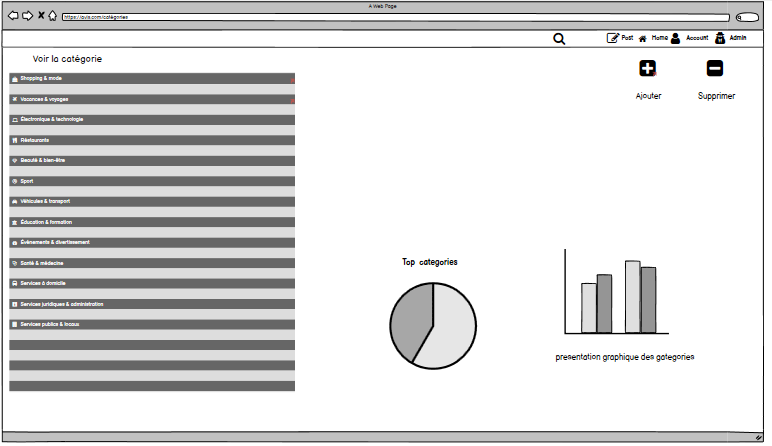 A Web Page
https://avis.com/catégories
Post Home Account Admin
Voir la catégorie
Shopping & mode
Vacances & voyages
Électronique & technologie
Réstaurants
Beauté & bien-être
Sport
Véhicules & transport
Éducation & formation
Évènements & divertissement
Santé & médecine
Services à domicile
Services juridiques & administration
Services publics & locaux
Ajouter Supprimer
Top categories
presentation graphique des gategories